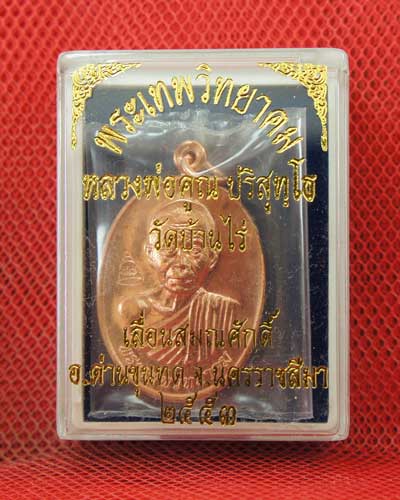 พระเทพวิทยาคม
หลวงพ่อคูณ ปริสุทฺโธ
วัดบ้านไร่
เลื่อนสมณศักดิ์
อ.ด่านขุนทด จ.นครราชสีมา
๒๕๕๓